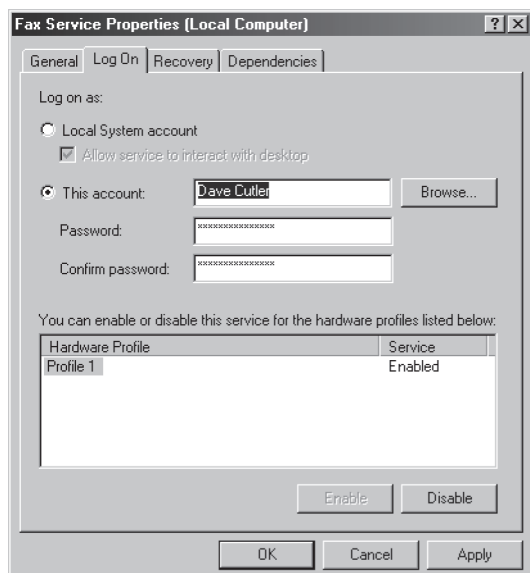 Fax Service Properties (Local Computer)
General Log On Recovery Dependencies
Log on as:
Local System account
Allow service to interact with desktop
This account: Dave Cutler Browse...
Password: xxxxxxxxxxxxxxx
Confirm password: xxxxxxxxxxxxxxx
You can enable or disable this service for the hardware profiles listed below:
Hardware Profile Service
Profile 1 Enabled
Enable Disable
OK Cancel Apply